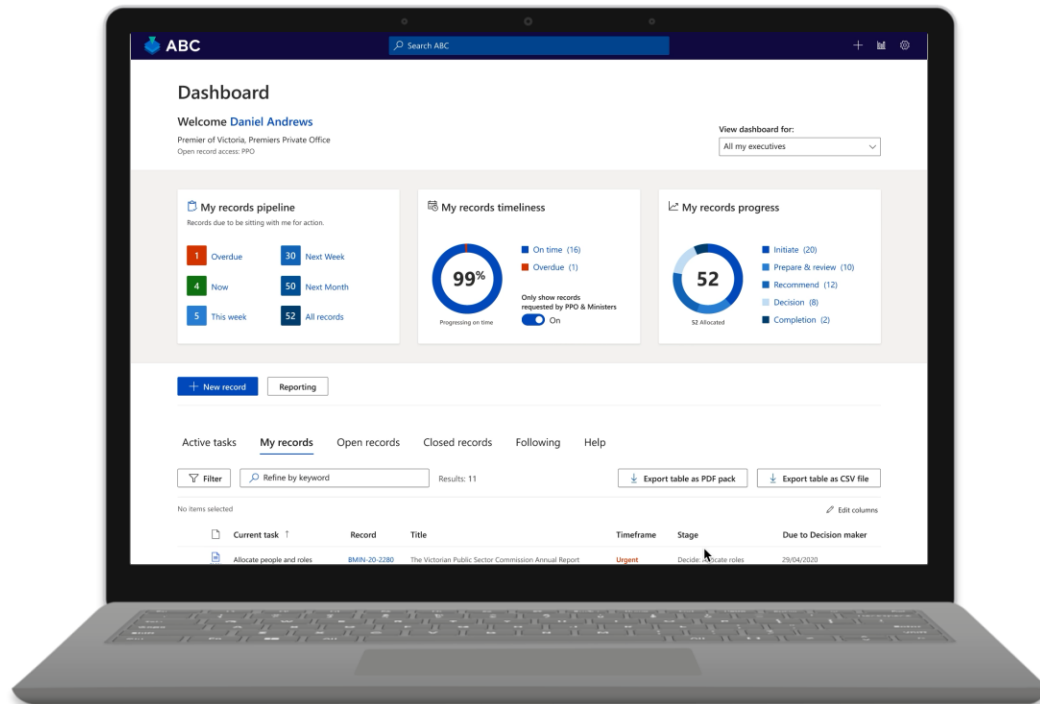 ABC
Search ABC
Dashboard
Welcome Daniel Andrews
Premier of Victoria, Premiers Private Office
Open record access: PPO
View dashboard for:
All my executives
My records pipeline
Records due to be sitting with me for action.
1 Overdue
30 Next Week
4 Now
50 Next Month
5 This week
52 All records
My records timeliness
99%
Progressing on time
On time (16)
Overdue (1)
Only show records
requested by PPO & Ministers
On
My records progress
52
52 Allocated
Initiate (20)
Prepare & review (10)
Recommend (12)
Decision (8)
Completion (2)
+ New record
Reporting
Active tasks My records Open records Closed records Following Help
Filter
Refine by keyword
Results: 11
Export table as PDF pack
Export table as CSV file
No items selected
Edit columns
Current task ↑ Record Title Timeframe Stage Due to Decision maker
Allocate people and roles BMIN-20-2280 The Victorian Public Sector Commission Annual Report Urgent Decide: roles 29/04/2020